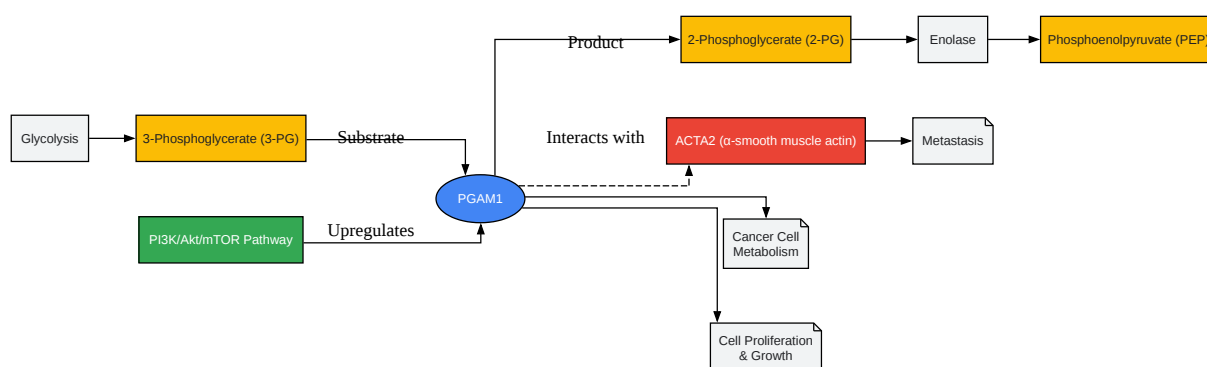 Product
2-Phosphoglycerate (2-PG)
Enolase
Phosphoenolpyruvate (PEP)
Glycolysis
3-Phosphoglycerate (3-PG)
Substrate
Interacts with
ACTA2 (α-smooth muscle actin)
Metastasis
PGAM1
PI3K/Akt/mTOR Pathway
Upregulates
Cancer Cell
Metabolism
Cell Proliferation
& Growth